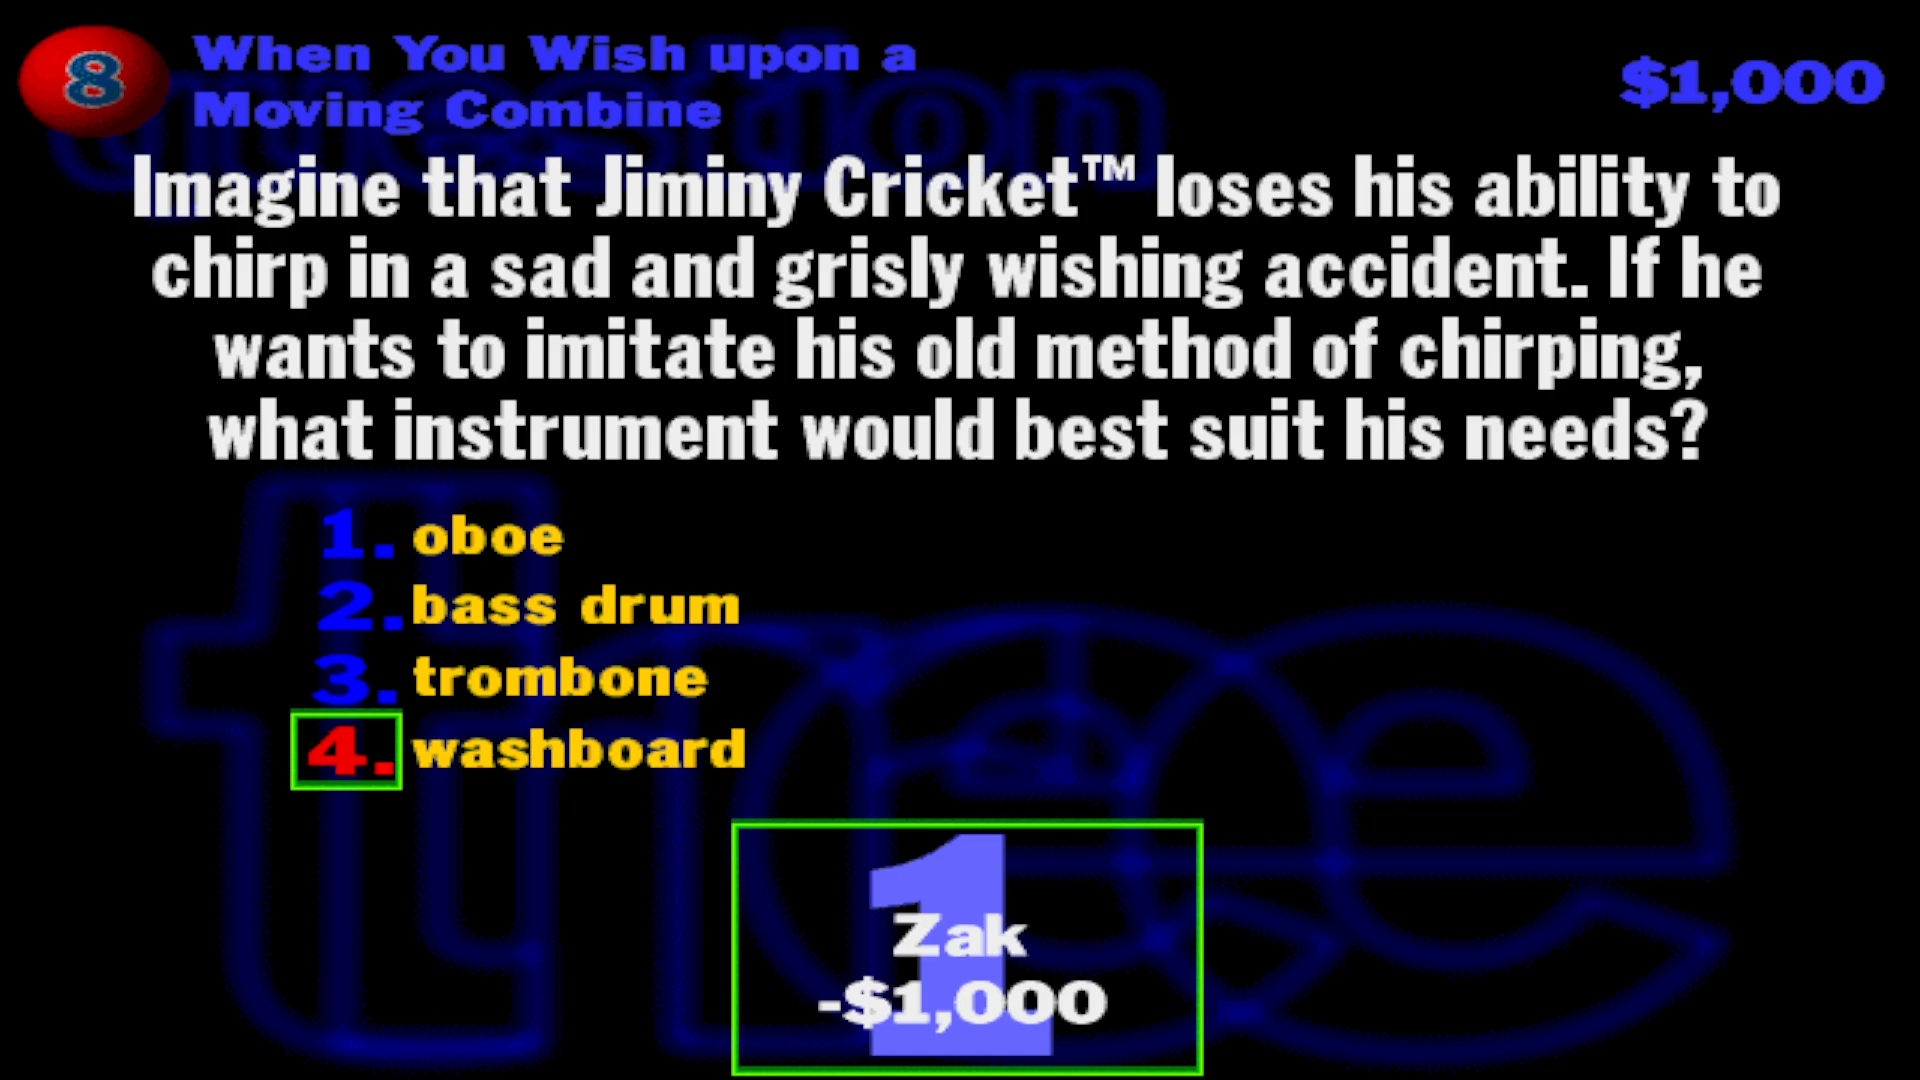 8
When You Wish upon a
Moving Combine
$1,000
Imagine that Jiminy Cricket™ loses his ability to
chirp in a sad and grisly wishing accident. If he
wants to imitate his old method of chirping,
what instrument would best suit his needs?
1. oboe
2. bass drum
3. trombone
4. washboard
1
Zak
-$1,000